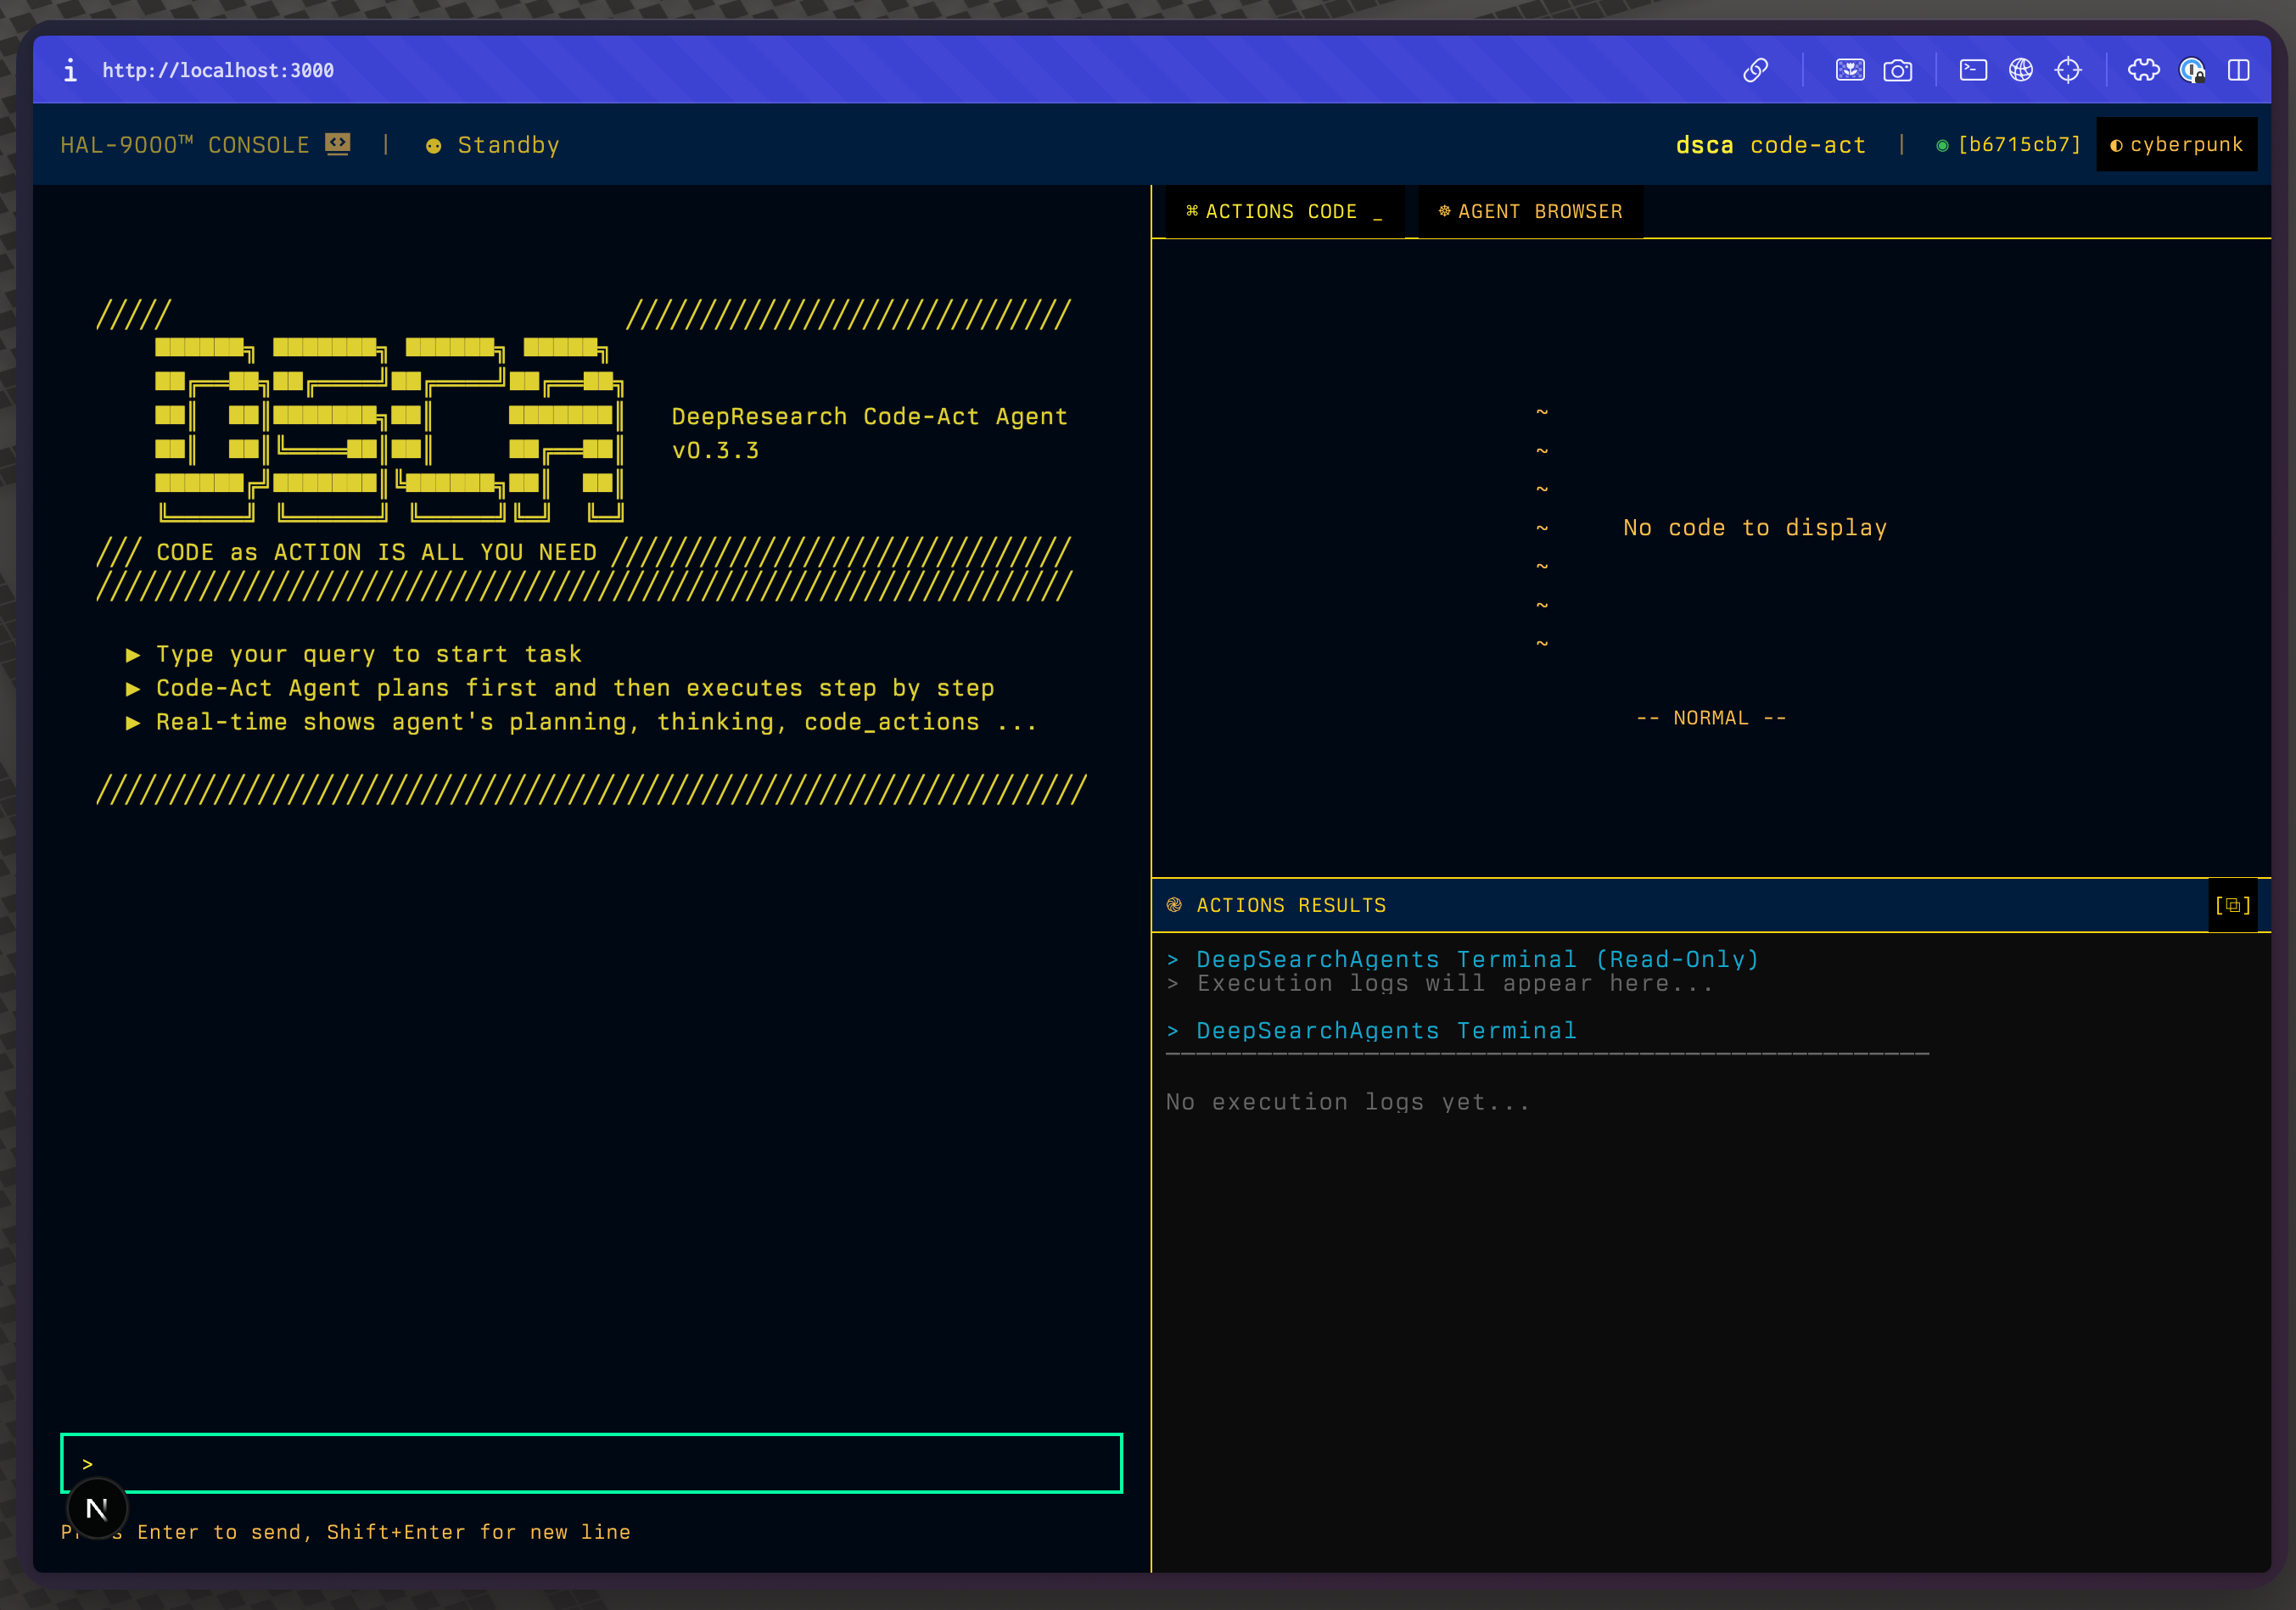 http://localhost:3000
HAL-9000™ CONSOLE | Standby
dsca code-act | ◉ [b6715cb7] ◐ cyberpunk
///// //////////////////////////////
DSCA
DeepResearch Code-Act Agent
v0.3.3
/// CODE as ACTION IS ALL YOU NEED ///////////////////////////////
//////////////////////////////////////////////////////////////////
▶ Type your query to start task
▶ Code-Act Agent plans first and then executes step by step
▶ Real-time shows agent's planning, thinking, code_actions ...
///////////////////////////////////////////////////////////////////
>
N
Enter to send, Shift+Enter for new line
⌘ ACTIONS CODE _
☸ AGENT BROWSER
~
~
~
~ No code to display
~
~
~
-- NORMAL --
֎ ACTIONS RESULTS [⧉]
> DeepSearchAgents Terminal (Read-Only)
> Execution logs will appear here...
> DeepSearchAgents Terminal
──────────────────────────────────────────────────
No execution logs yet...